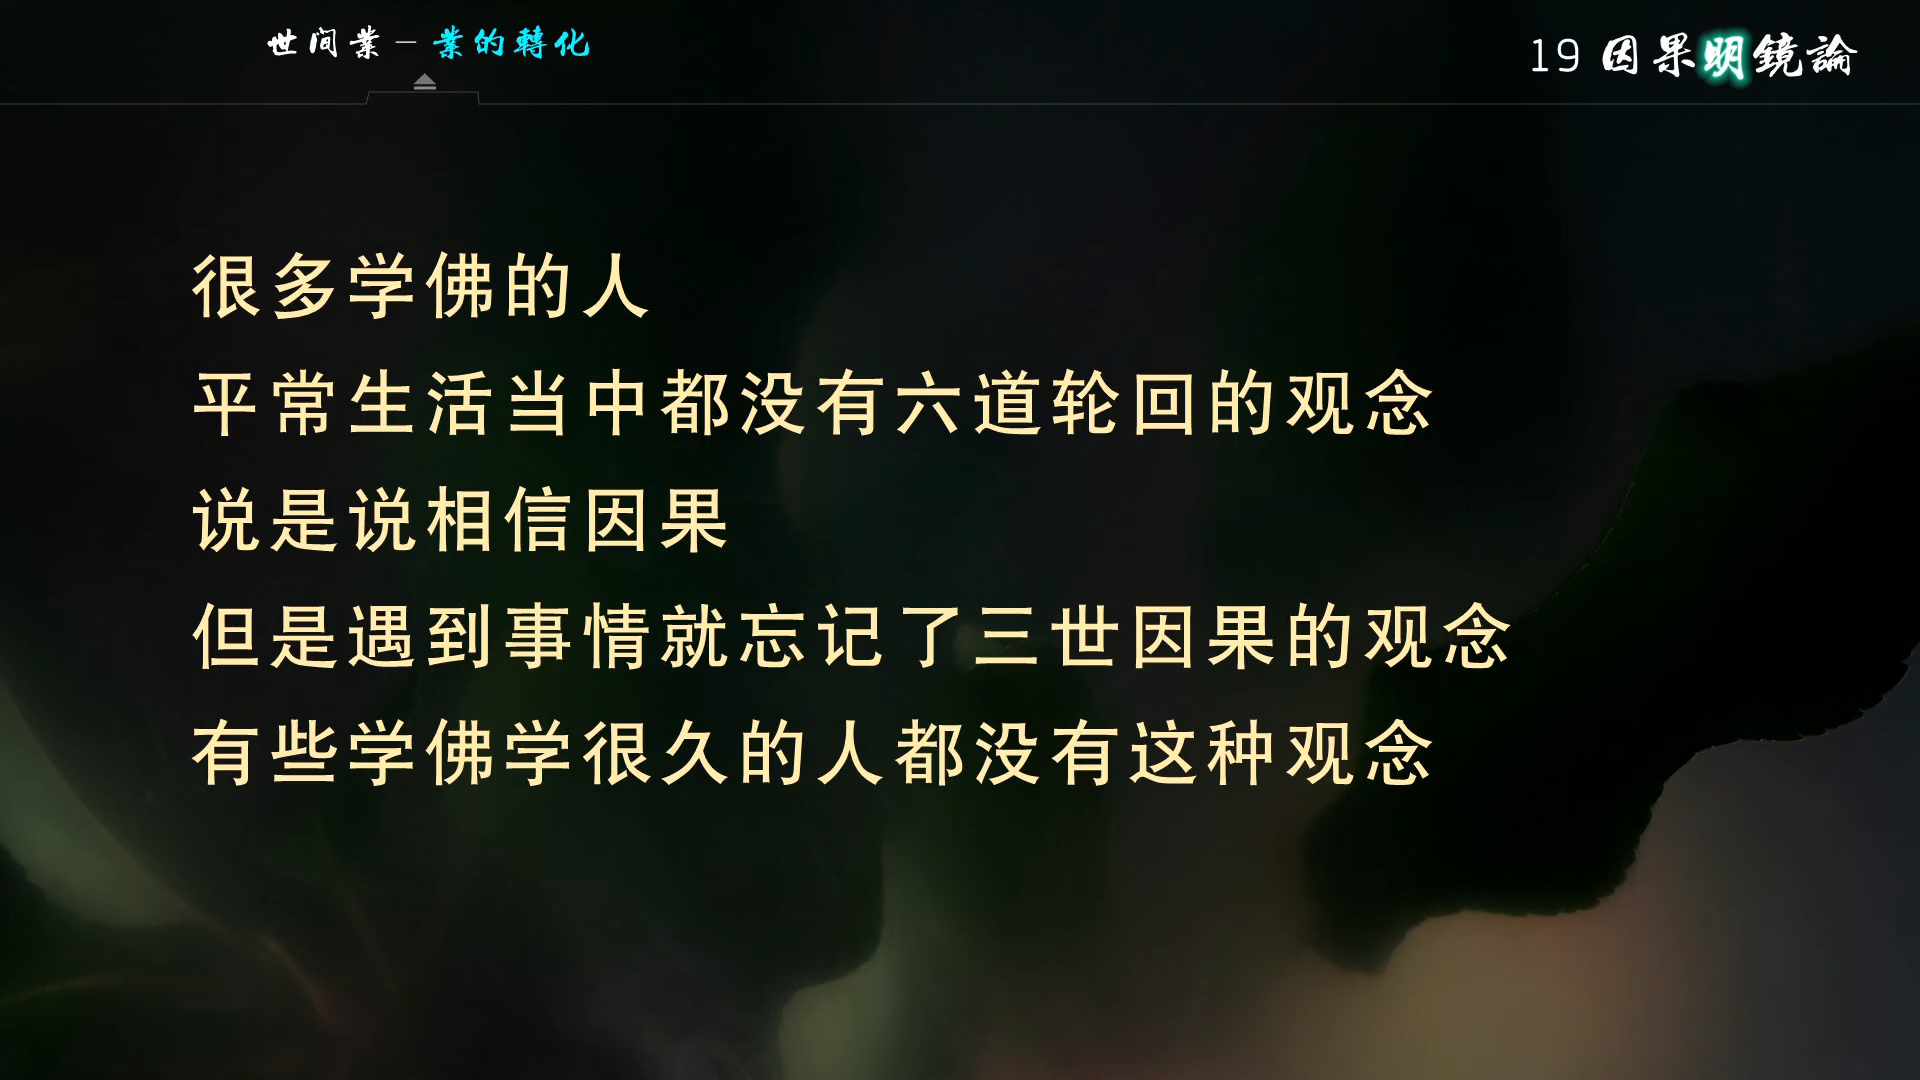 世间業－業的轉化
19 因果明鏡論
很多学佛的人
平常生活当中都没有六道轮回的观念
说是说相信因果
但是遇到事情就忘记了三世因果的观念
有些学佛学很久的人都没有这种观念